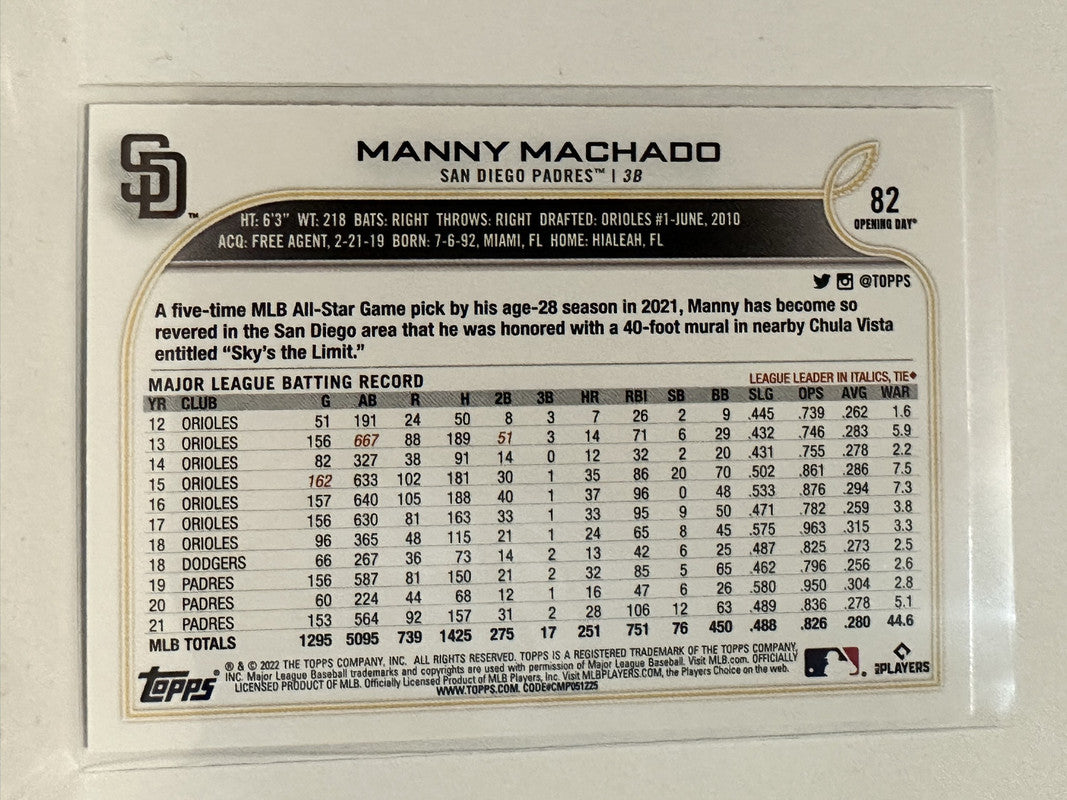 SD™
MANNY MACHADO
SAN DIEGO PADRES™ | 3B
82
OPENING DAY®
HT: 6'3" WT: 218 BATS: RIGHT THROWS: RIGHT DRAFTED: ORIOLES #1-JUNE, 2010
ACQ: FREE AGENT, 2-21-19 BORN: 7-6-92, MIAMI, FL HOME: HIALEAH, FL
@TOPPS
A five-time MLB All-Star Game pick by his age-28 season in 2021, Manny has become so
revered in the San Diego area that he was honored with a 40-foot mural in nearby Chula Vista
entitled “Sky's the Limit.”
MAJOR LEAGUE BATTING RECORD LEAGUE LEADER IN ITALICS, TIE♦
YR CLUB G AB R H 2B 3B HR RBI SB BB SLG OPS AVG WAR
12 ORIOLES 51 191 24 50 8 3 7 26 2 9 .445 .739 .262 1.6
13 ORIOLES 156 667 88 189 51 3 14 71 6 29 .432 .746 .283 5.9
14 ORIOLES 82 327 38 91 14 0 12 32 2 20 .431 .755 .278 2.2
15 ORIOLES 162 633 102 181 30 1 35 86 20 70 .502 .861 .286 7.5
16 ORIOLES 157 640 105 188 40 1 37 96 0 48 .533 .876 .294 7.3
17 ORIOLES 156 630 81 163 33 1 33 95 9 50 .471 .782 .259 3.8
18 ORIOLES 96 365 48 115 21 1 24 65 8 45 .575 .963 .315 3.3
18 DODGERS 66 267 36 73 14 2 13 42 6 25 .487 .825 .273 2.5
19 PADRES 156 587 81 150 21 2 32 85 5 65 .462 .796 .256 2.6
20 PADRES 60 224 44 68 12 1 16 47 6 26 .580 .950 .304 2.8
21 PADRES 153 564 92 157 31 2 28 106 12 63 .489 .836 .278 5.1
MLB TOTALS 1295 5095 739 1425 275 17 251 751 76 450 .488 .826 .280 44.6
topps®
® & © 2022 THE TOPPS COMPANY, INC. ALL RIGHTS RESERVED. TOPPS IS A REGISTERED TRADEMARK OF THE TOPPS COMPANY,
INC. Major League Baseball trademarks and copyrights are used with permission of Major League Baseball. Visit MLB.com. OFFICIALLY
LICENSED PRODUCT OF MLB. Officially Licensed Product of MLB Players, Inc. Visit MLBPLAYERS.COM, the Players Choice on the web.
WWW.TOPPS.COM. CODE#CMP051225
MLB PLAYERS